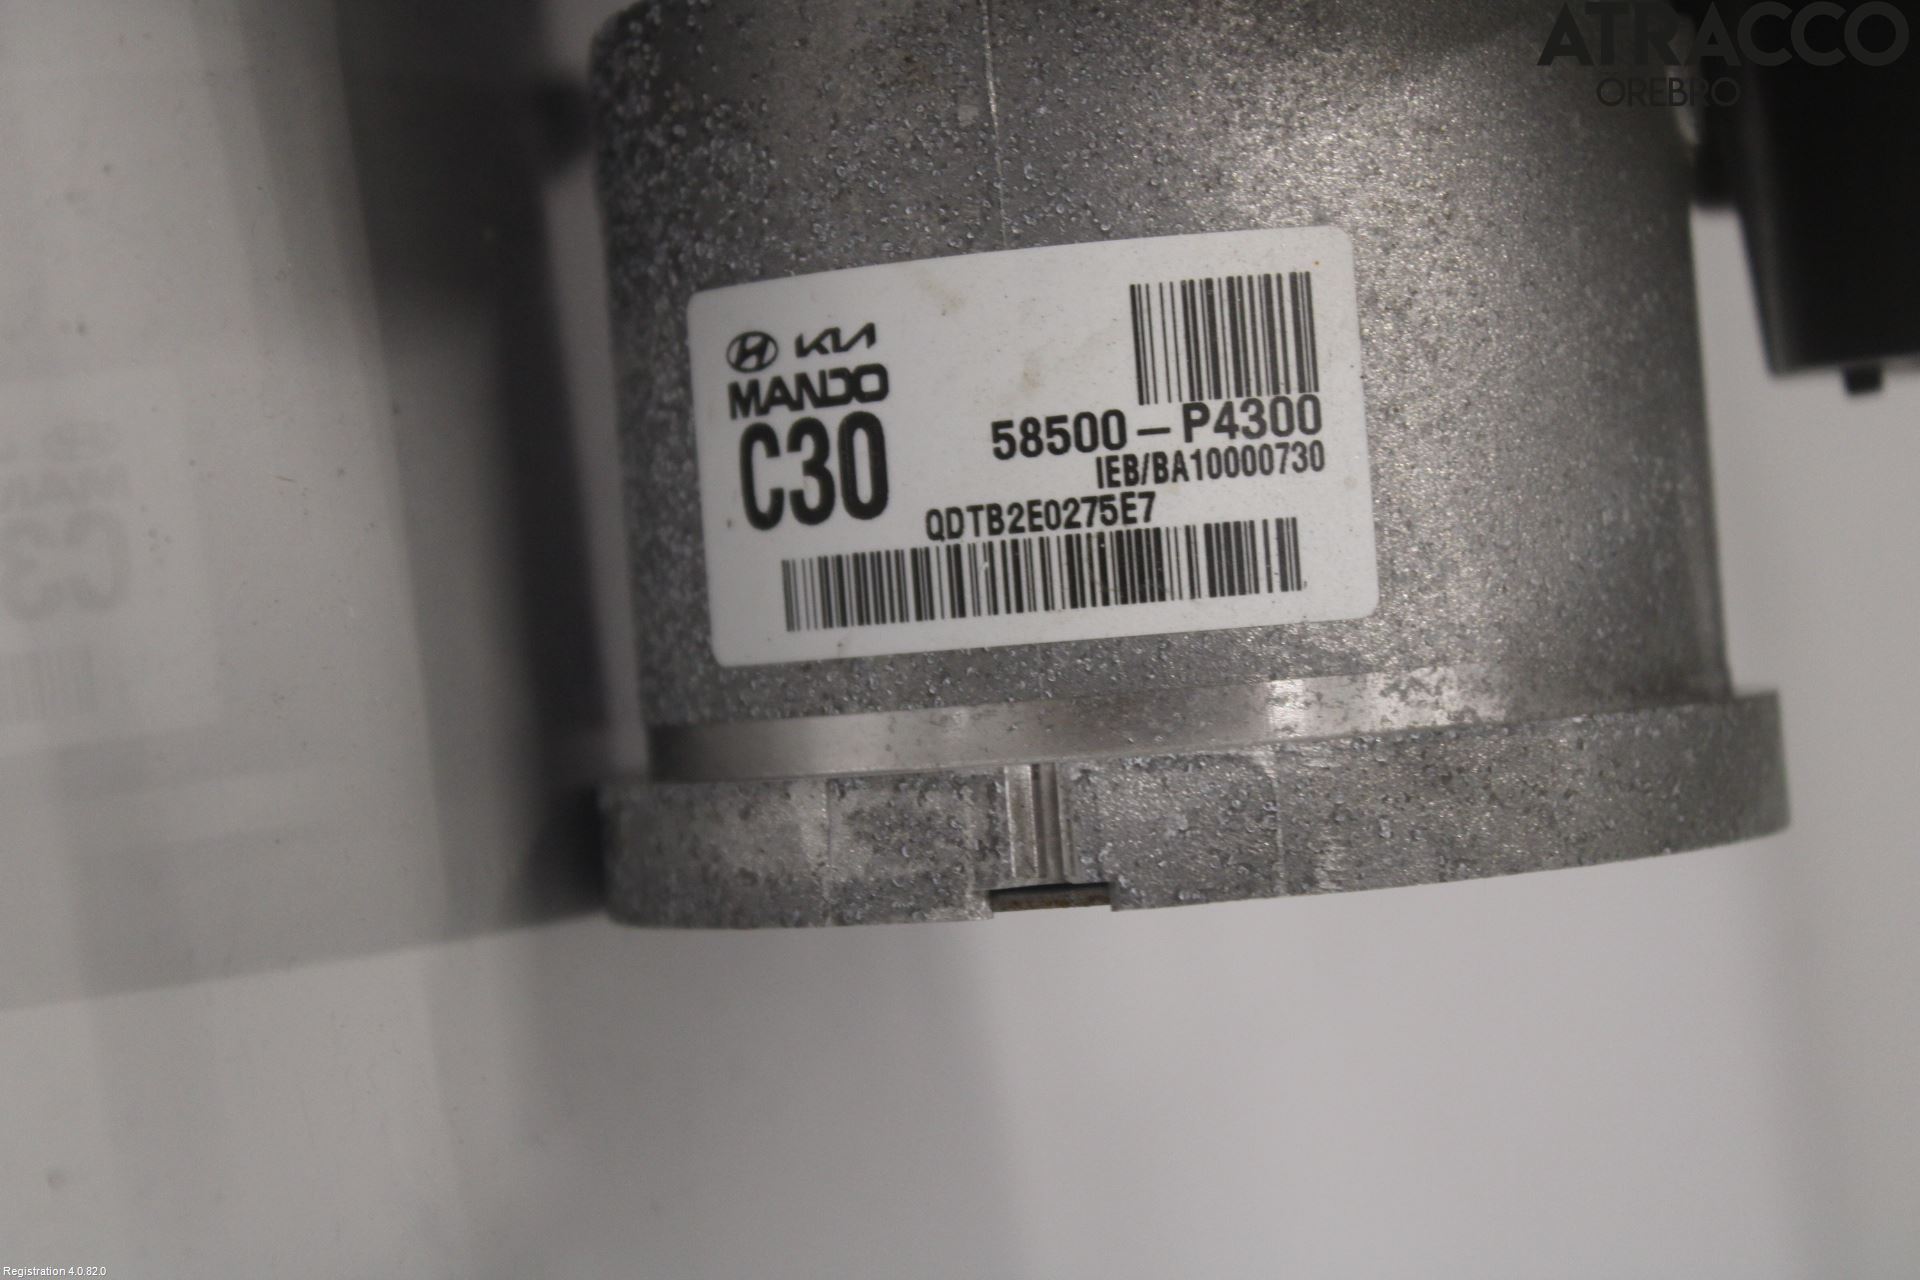 ATRACCO
OREBRO
KIA
MANDO
C30
58500-P4300
IEB/BA10000730
QDTB2E0275E7
Registration 4.0.82.0